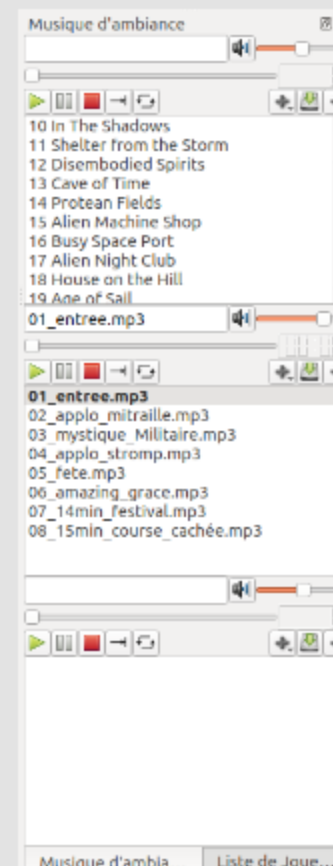 Musique d'ambiance
10 In The Shadows
11 Shelter from the Storm
12 Disembodied Spirits
13 Cave of Time
14 Protean Fields
15 Alien Machine Shop
16 Busy Space Port
17 Alien Night Club
18 House on the Hill
19 Age of Sail
01_entree.mp3
01_entree.mp3
02_applo_mitraille.mp3
03_mystique_Militaire.mp3
04_applo_stromp.mp3
05_fete.mp3
06_amazing_grace.mp3
07_14min_festival.mp3
08_15min_course_cachée.mp3
Musique d'ambia... Liste de Joue...